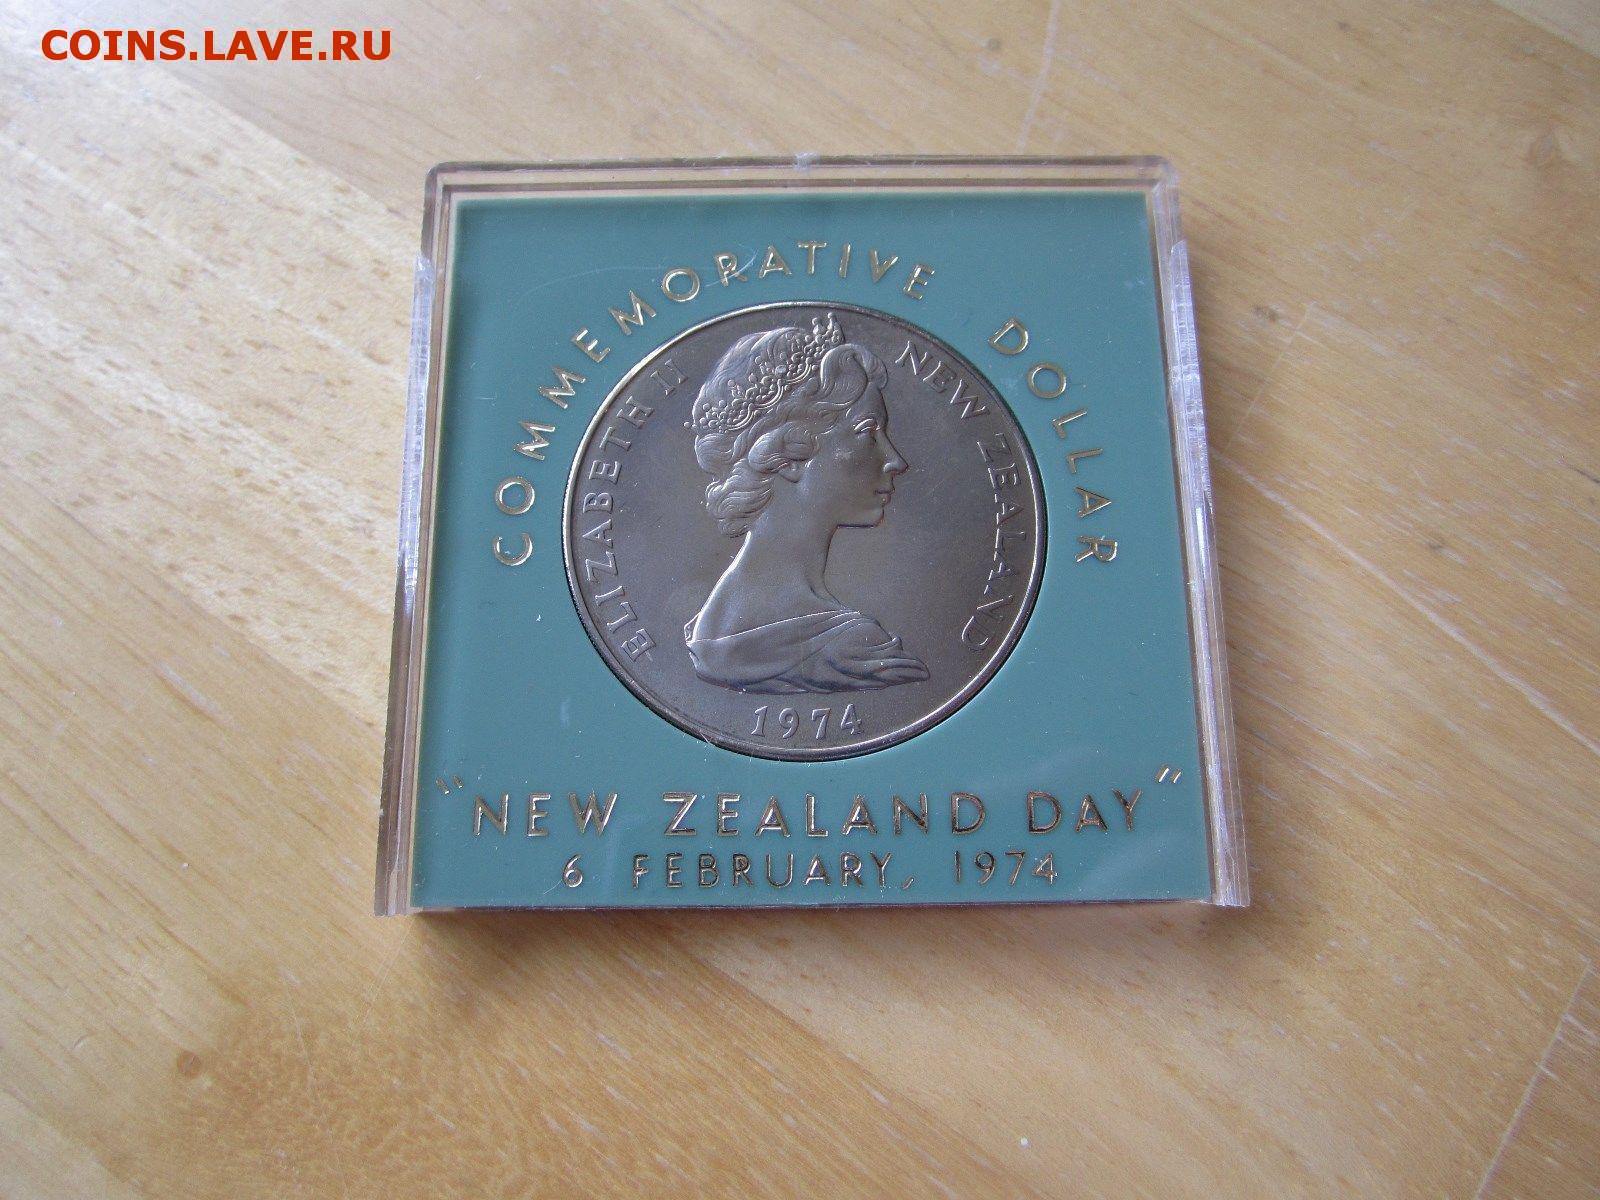 COINS.LAVE.RU
COMMEMORATIVE DOLLAR
ELIZABETH II NEW ZEALAND
1974
"NEW ZEALAND DAY"
6 FEBRUARY, 1974